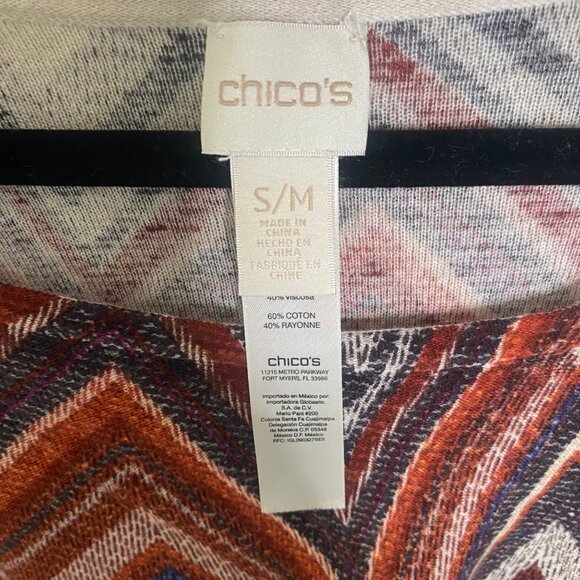 chico's
S/M
MADE IN
CHINA
HECHO EN
CHINA
FABRIQUÉ EN
CHINE
40% VISCOSA
60% COTON
40% RAYONNE
chico's
11215 METRO PARKWAY
FORT MYERS, FL 33966
Importado en México por:
Importadora Globastic
S.A. de C.V.
Mario Pani #200
Colonia Santa Fe Cuajimalpa
Delegación Cuajimalpa
de Morelos C.P. 05348
México D.F. México
RFC: IGL090327SE5